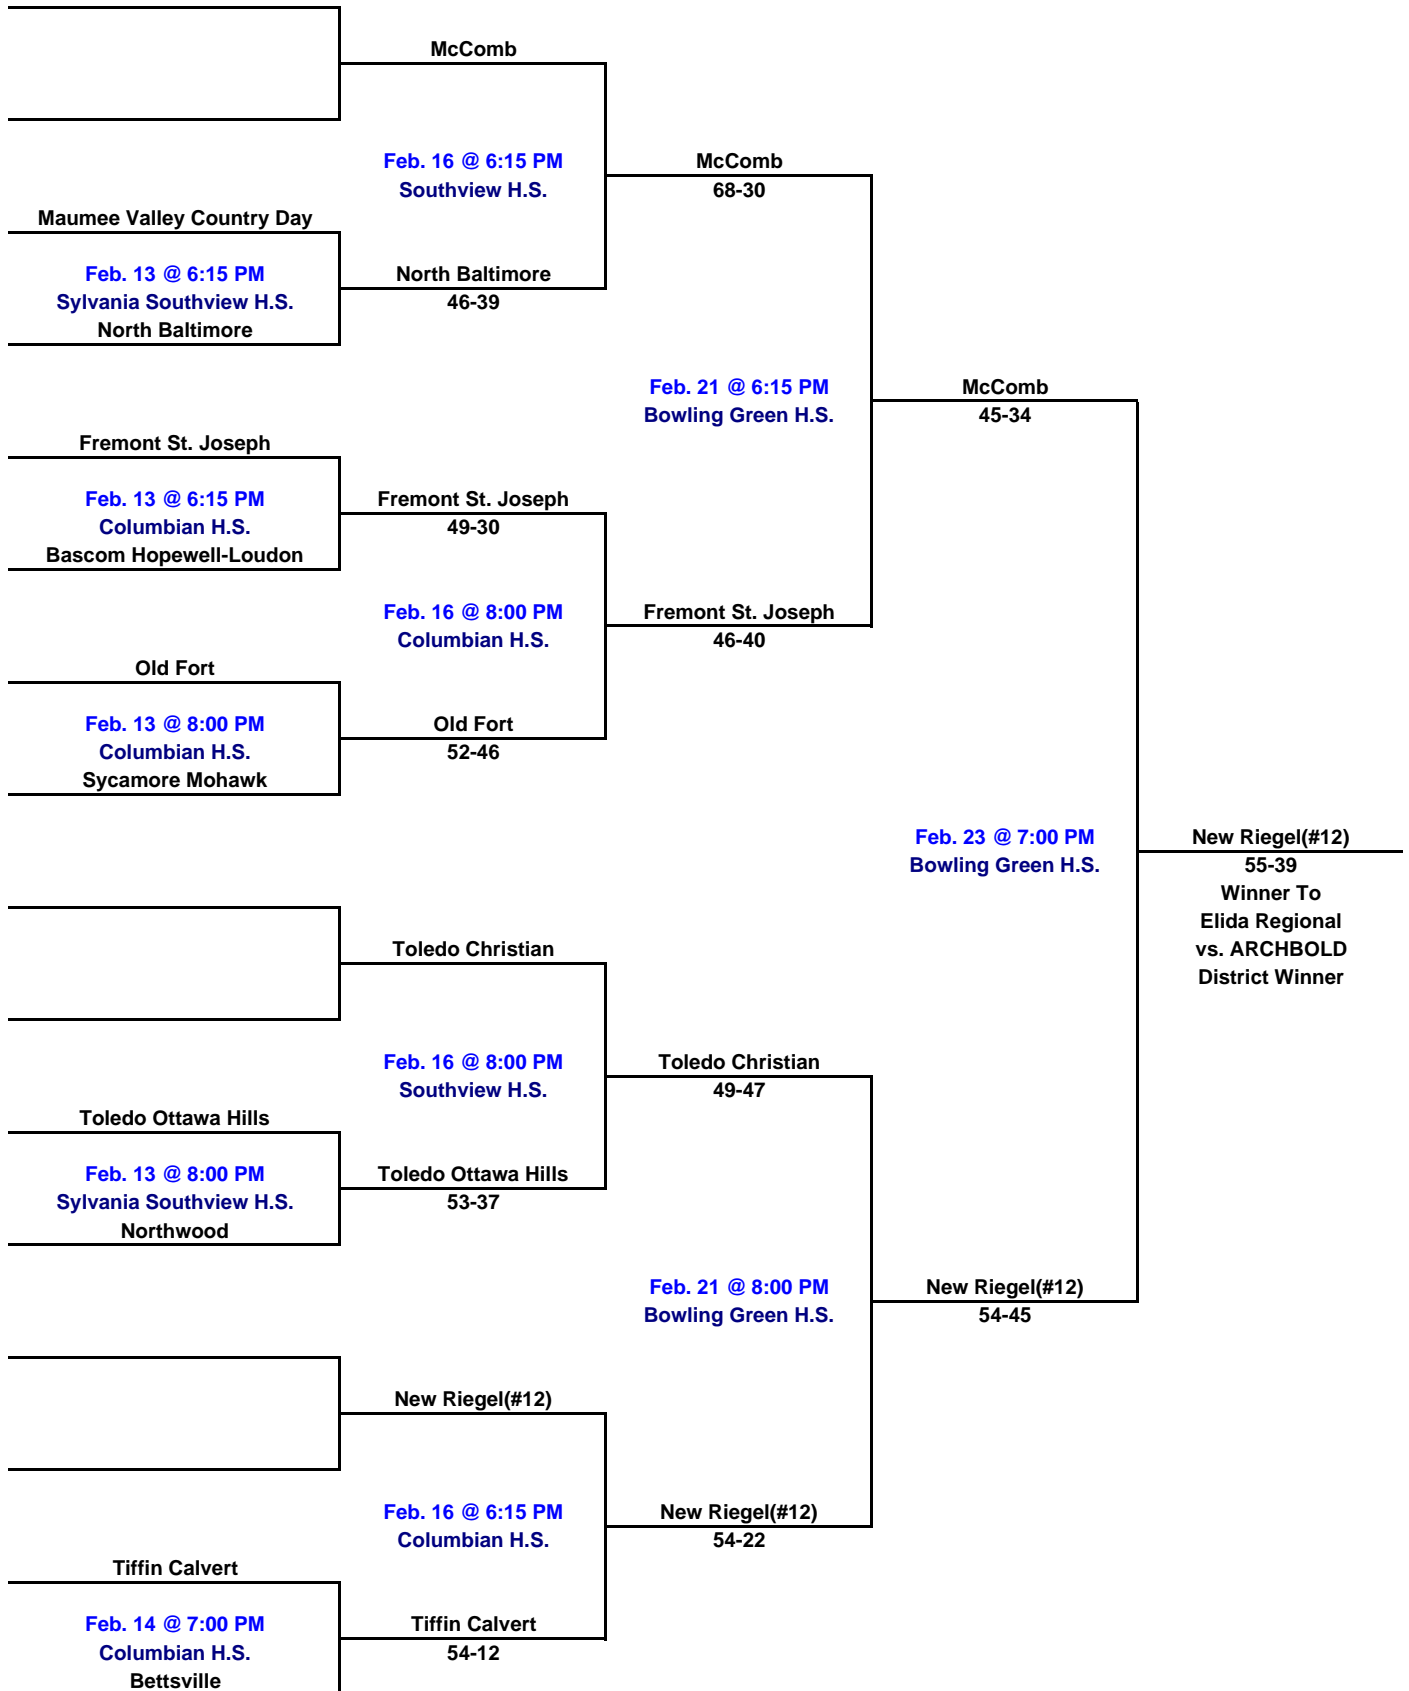 McComb
Feb. 16 @ 6:15 PM
Southview H.S.
McComb
68-30
Maumee Valley Country Day
Feb. 13 @ 6:15 PM
Sylvania Southview H.S.
North Baltimore
North Baltimore
46-39
Feb. 21 @ 6:15 PM
Bowling Green H.S.
McComb
45-34
Fremont St. Joseph
Feb. 13 @ 6:15 PM
Columbian H.S.
Bascom Hopewell-Loudon
Fremont St. Joseph
49-30
Feb. 16 @ 8:00 PM
Columbian H.S.
Fremont St. Joseph
46-40
Old Fort
Feb. 13 @ 8:00 PM
Columbian H.S.
Sycamore Mohawk
Old Fort
52-46
Feb. 23 @ 7:00 PM
Bowling Green H.S.
New Riegel(#12)
55-39
Winner To
Elida Regional
vs. ARCHBOLD
District Winner
Toledo Christian
Feb. 16 @ 8:00 PM
Southview H.S.
Toledo Christian
49-47
Toledo Ottawa Hills
Feb. 13 @ 8:00 PM
Sylvania Southview H.S.
Northwood
Toledo Ottawa Hills
53-37
Feb. 21 @ 8:00 PM
Bowling Green H.S.
New Riegel(#12)
54-45
New Riegel(#12)
Feb. 16 @ 6:15 PM
Columbian H.S.
New Riegel(#12)
54-22
Tiffin Calvert
Feb. 14 @ 7:00 PM
Columbian H.S.
Bettsville
Tiffin Calvert
54-12